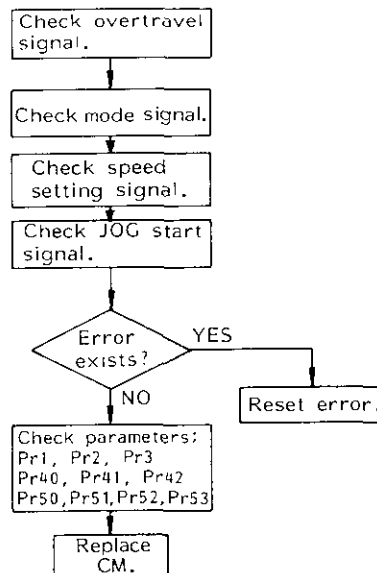 Check overtravel
signal.
Check mode signal.
Check speed
setting signal.
Check JOG start
signal.
Error
exists?
YES
NO
Reset error.
Check parameters;
Pr1, Pr2, Pr3
Pr40, Pr41, Pr42
Pr50, Pr51, Pr52, Pr53
Replace
CM.